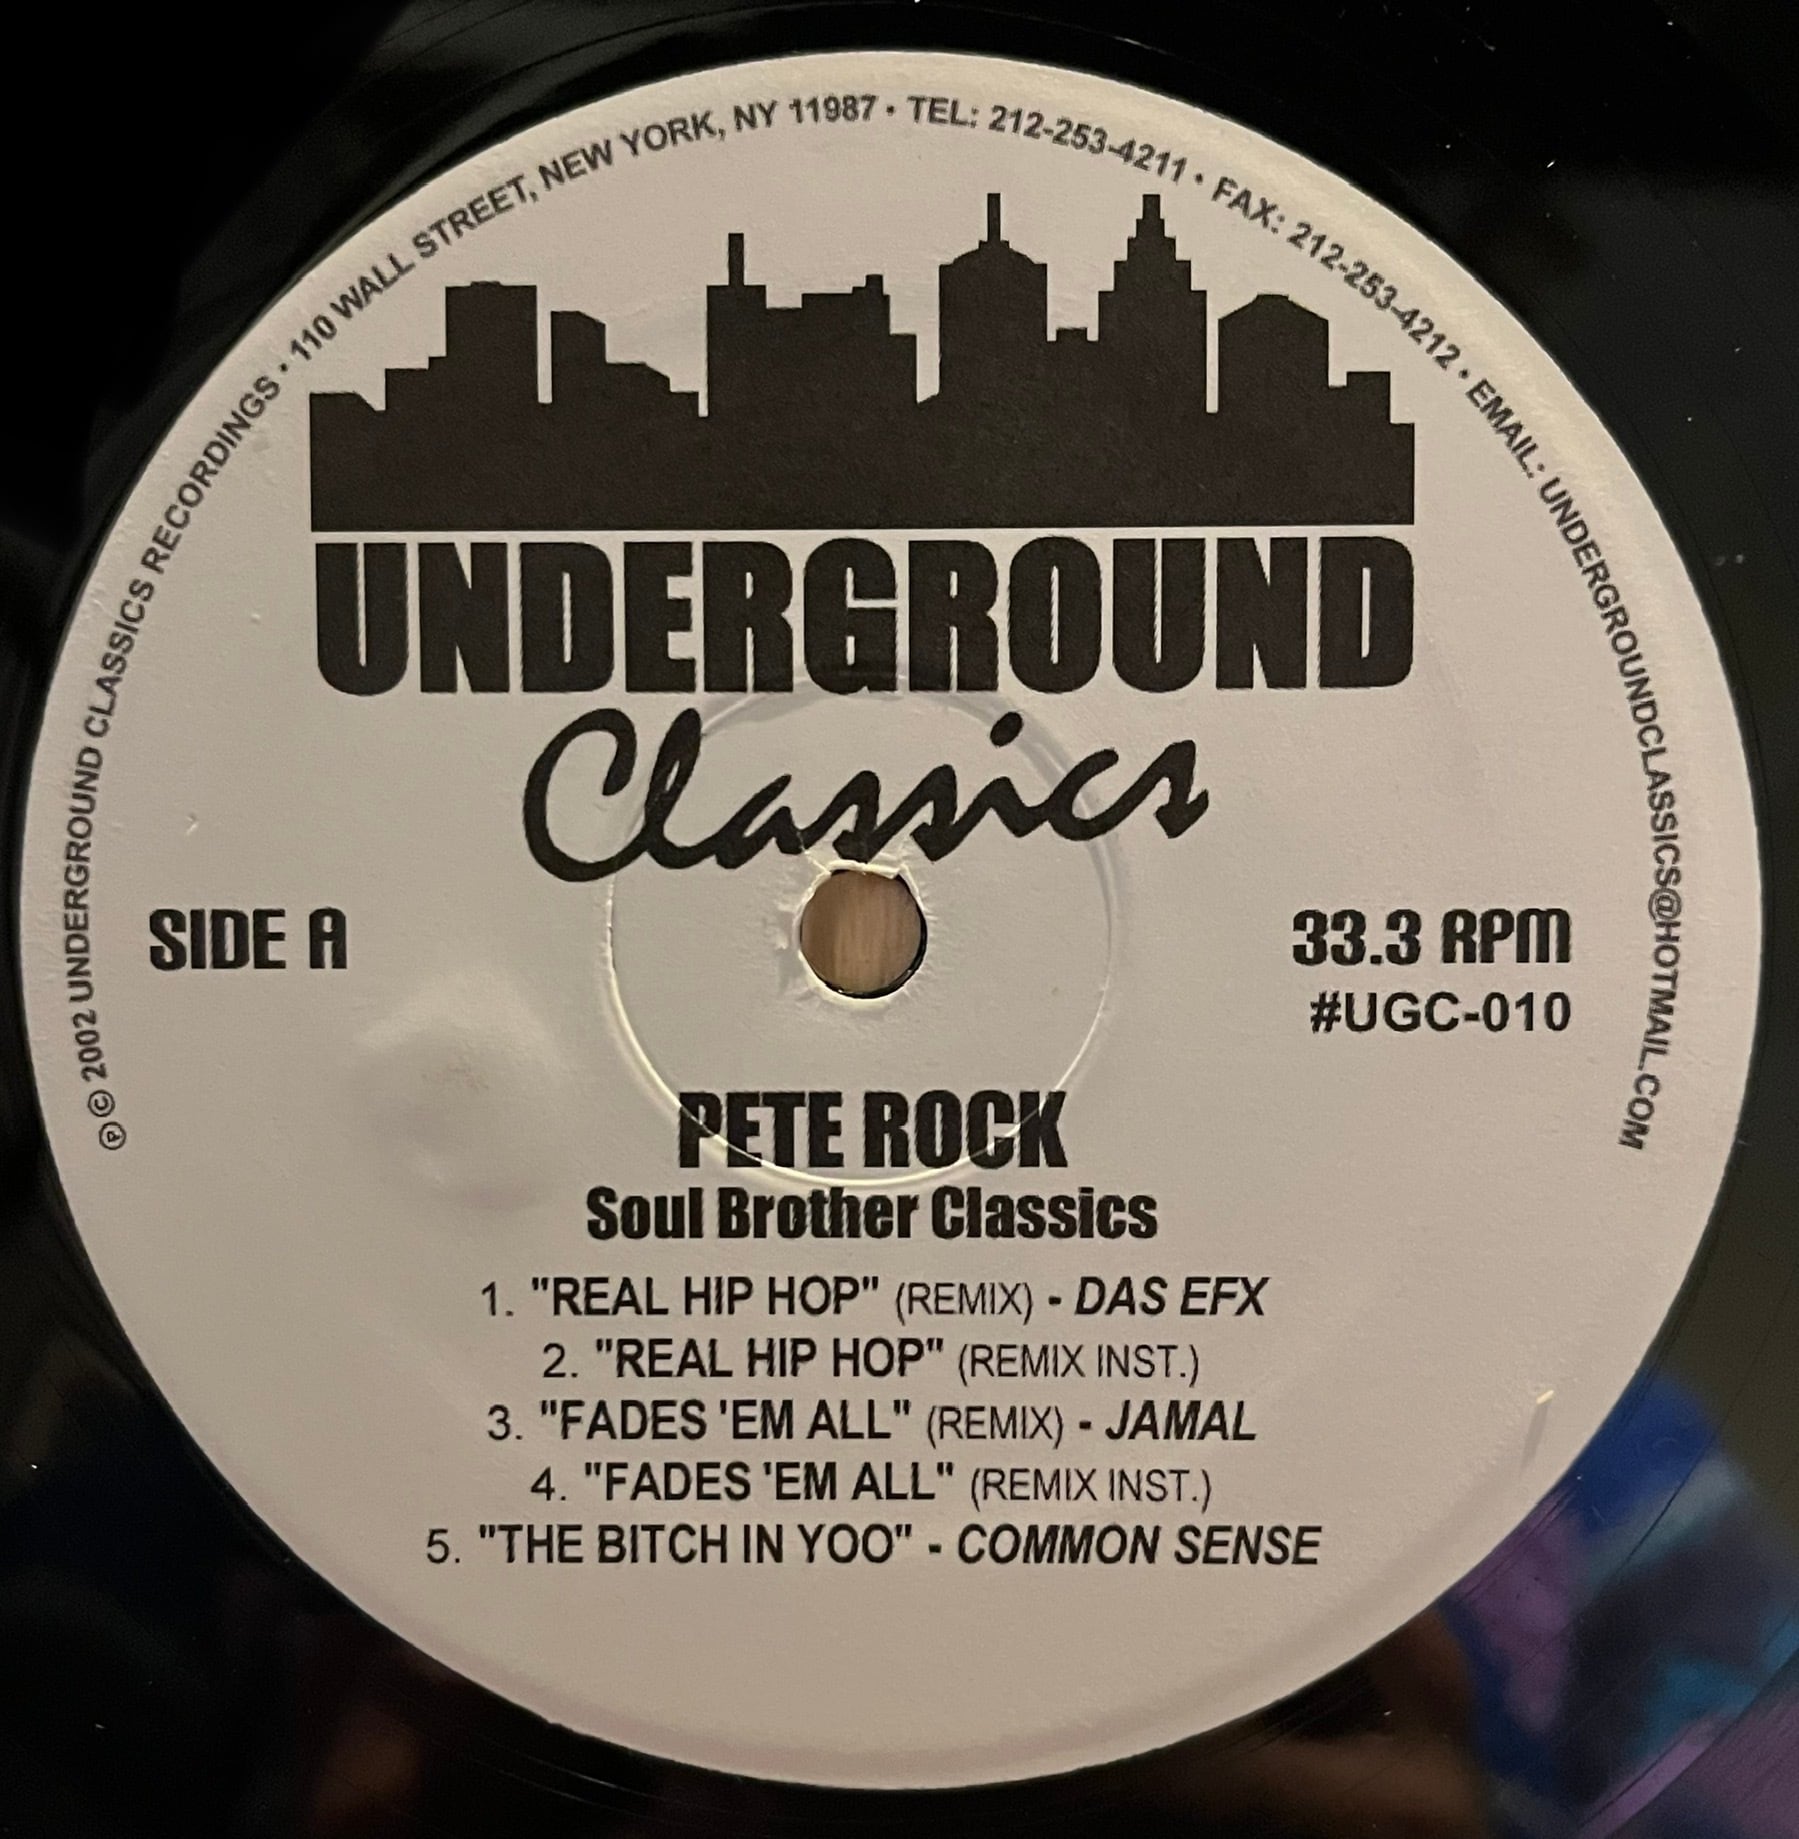 ℗ © 2002 UNDERGROUND CLASSICS RECORDINGS • 110 WALL STREET, NEW YORK, NY 11987 • TEL: 212-253-4211 • FAX: 212-253-4212 • EMAIL: UNDERGROUNDCLASSICS@HOTMAIL.COM
UNDERGROUND
Classics
SIDE A
33.3 RPM
#UGC-010
PETE ROCK
Soul Brother Classics
1. "REAL HIP HOP" (REMIX) - DAS EFX
2. "REAL HIP HOP" (REMIX INST.)
3. "FADES 'EM ALL" (REMIX) - JAMAL
4. "FADES 'EM ALL" (REMIX INST.)
5. "THE BITCH IN YOO" - COMMON SENSE